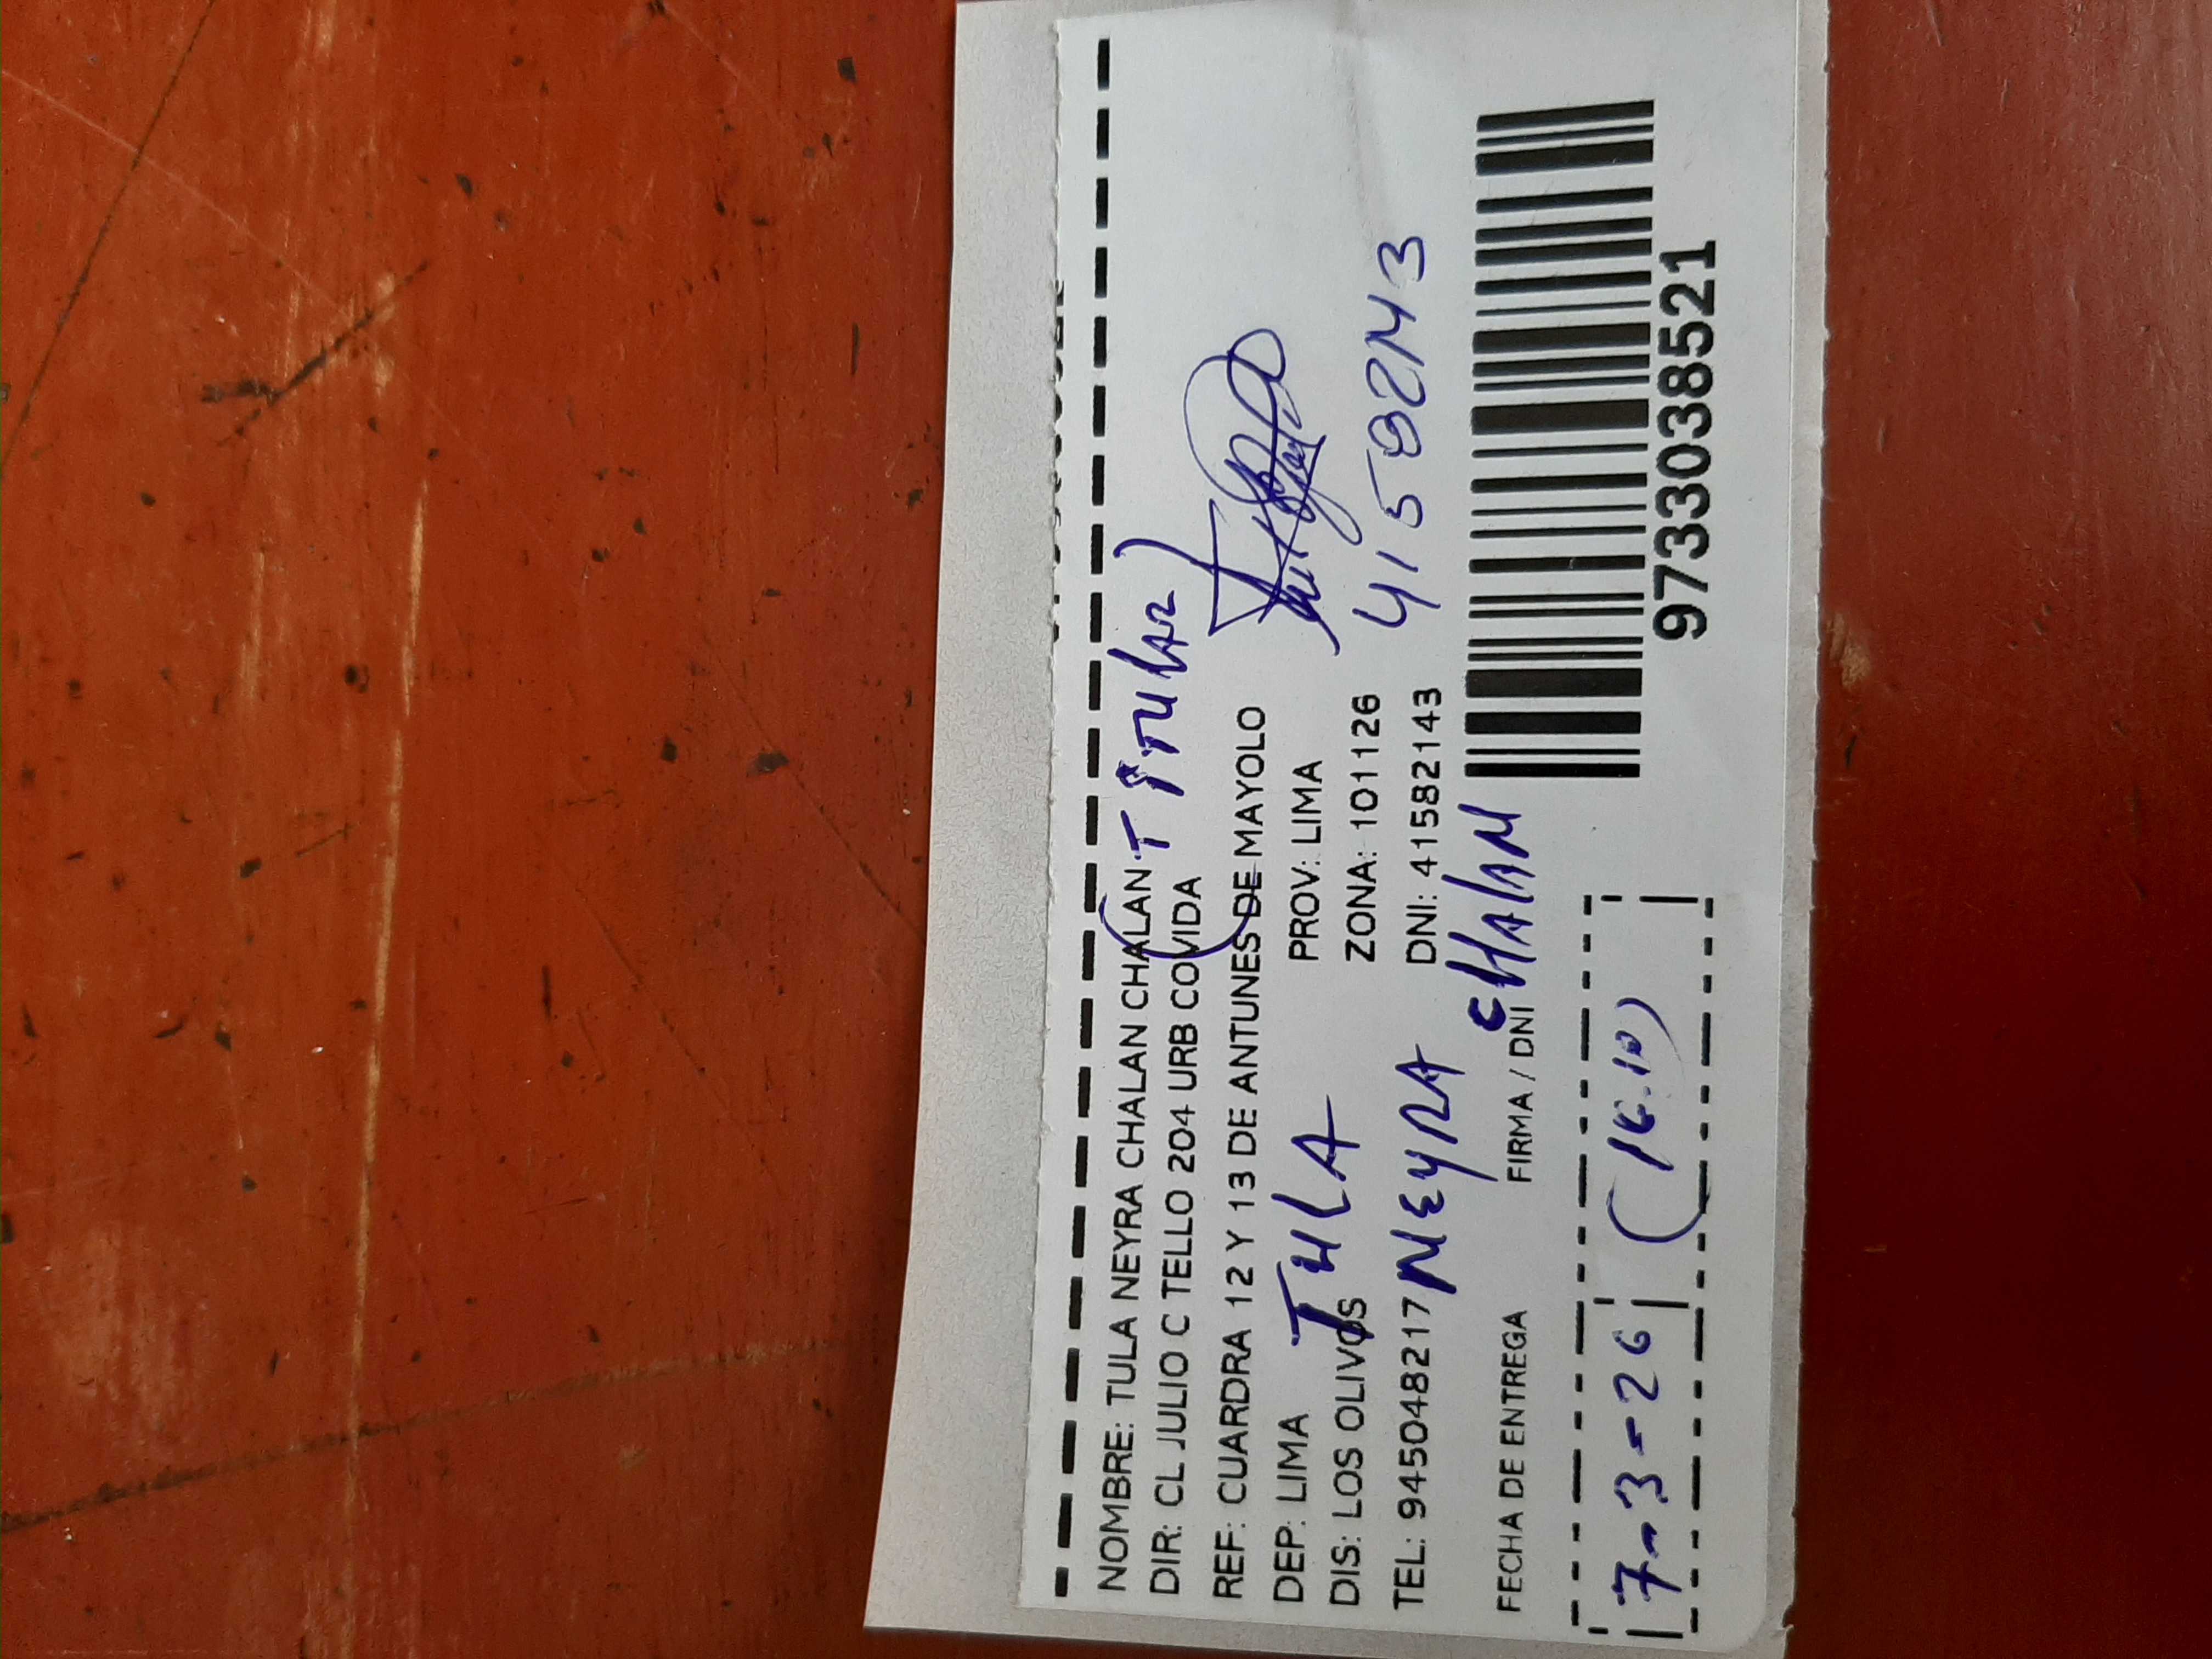 NOMBRE: TULA NEYRA CHALAN CHALAN
(TITULAR)
DIR: CL JULIO C TELLO 204 URB COVIDA
REF: CUARDRA 12 Y 13 DE ANTUNES DE MAYOLO
DEP: LIMA PROV: LIMA
TULA
DIS: LOS OLIVOS ZONA: 101126
41582143
TEL: 945048217 DNI: 41582143
NEYRA CHALAN
FECHA DE ENTREGA FIRMA / DNI
7-3-26
9733038521